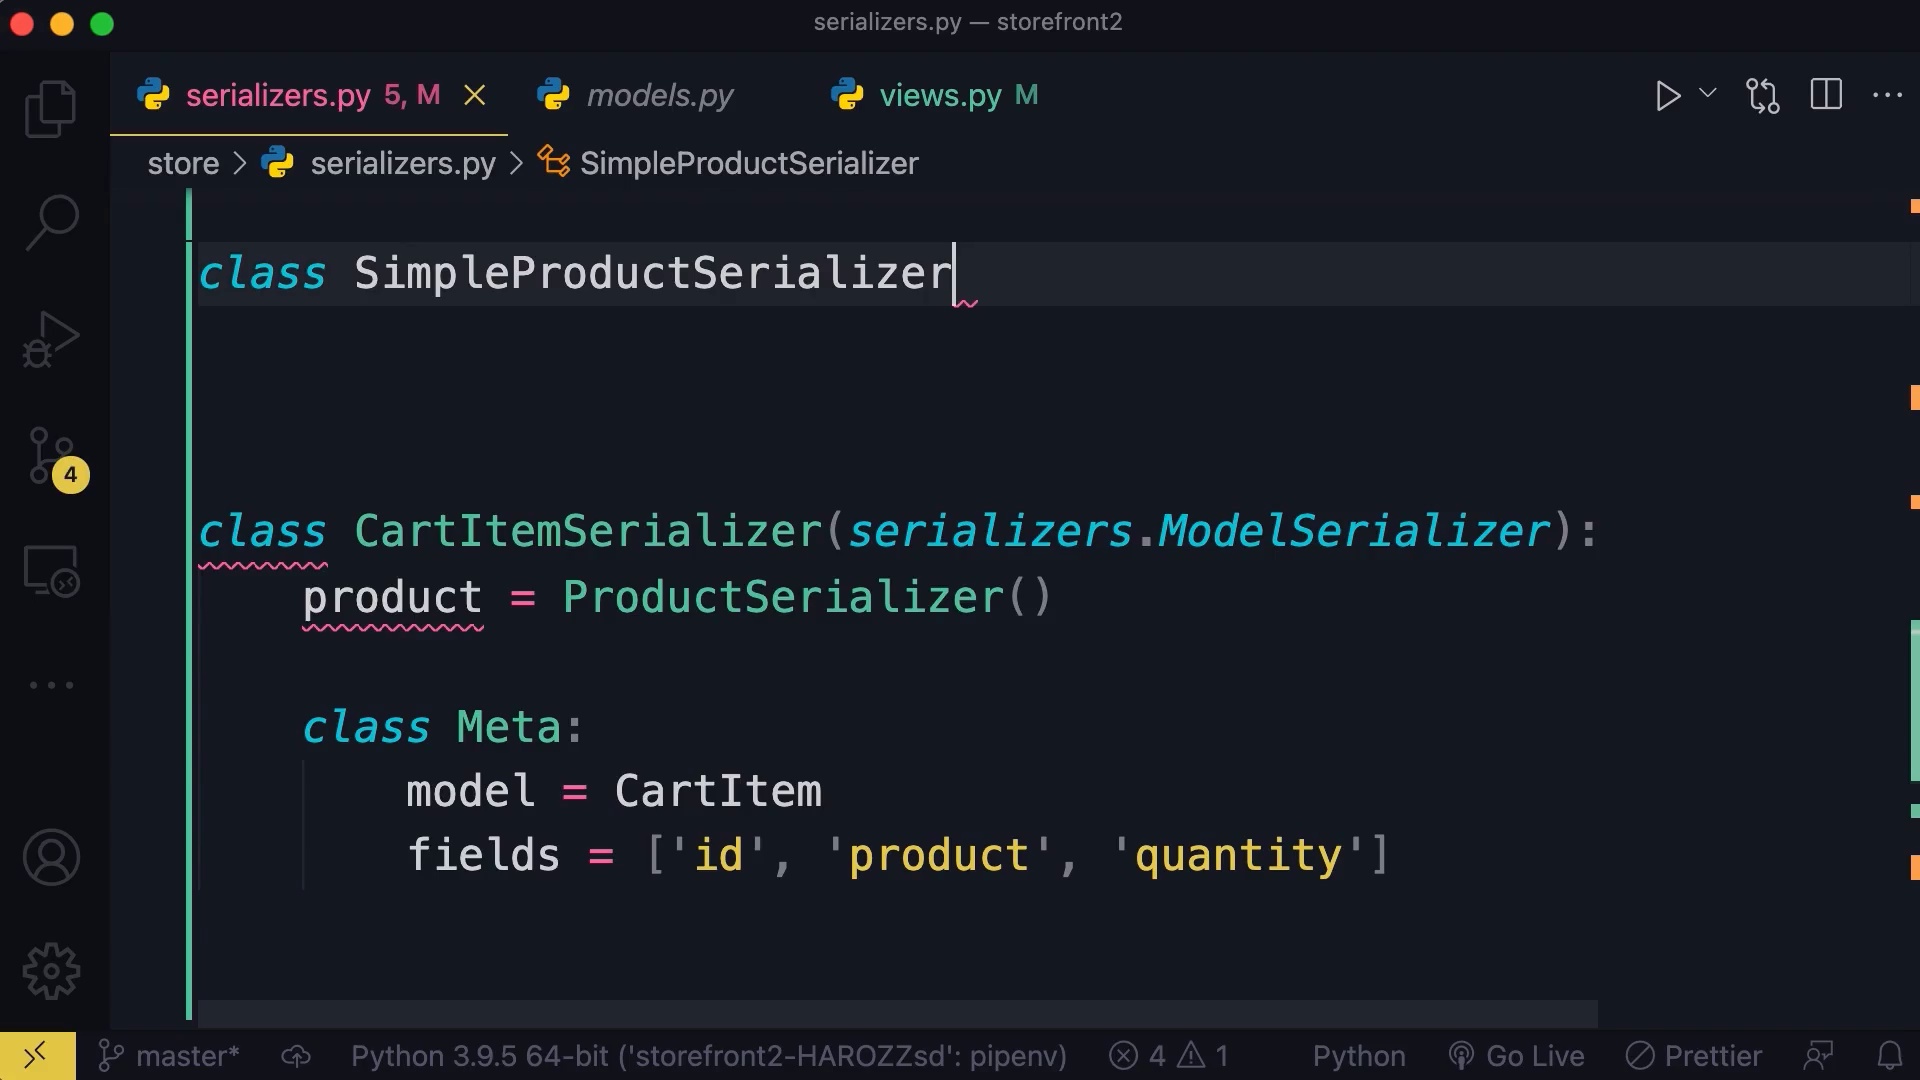 serializers.py — storefront2
serializers.py 5, M models.py views.py M
store > serializers.py > SimpleProductSerializer
class SimpleProductSerializer
class CartItemSerializer(serializers.ModelSerializer):
product = ProductSerializer()
class Meta:
model = CartItem
fields = ['id', 'product', 'quantity']
4
master* Python 3.9.5 64-bit ('storefront2-HAROZZsd': pipenv) 4 1 Python Go Live Prettier